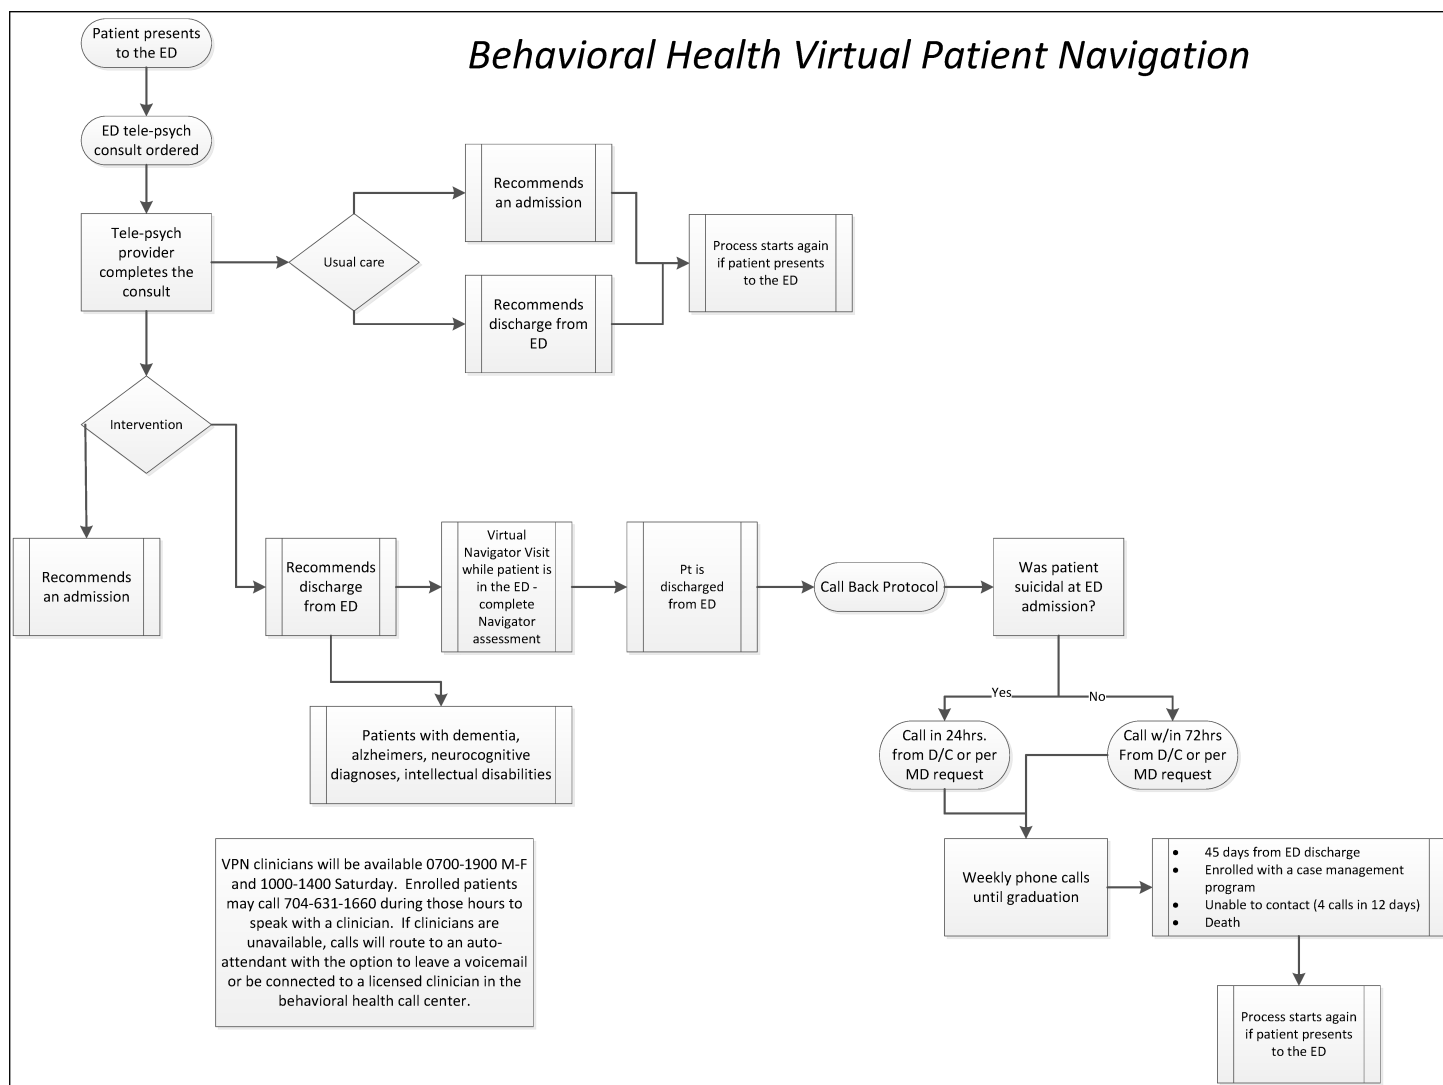 Behavioral Health Virtual Patient Navigation
Patient presents
to the ED
ED tele-psych
consult ordered
Tele-psych
provider
completes the
consult
Usual care
Recommends
an admission
Recommends
discharge from
ED
Process starts again
if patient presents
to the ED
Intervention
Recommends
an admission
Recommends
discharge
from ED
Virtual
Navigator Visit
while patient is
in the ED -
complete
Navigator
assessment
Pt is
discharged
from ED
Call Back Protocol
Was patient
suicidal at ED
admission?
Patients with dementia,
alzheimers, neurocognitive
diagnoses, intellectual disabilities
Yes
No
Call in 24hrs.
from D/C or per
MD request
Call w/in 72hrs
From D/C or per
MD request
VPN clinicians will be available 0700-1900 M-F
and 1000-1400 Saturday.  Enrolled patients
may call 704-631-1660 during those hours to
speak with a clinician.  If clinicians are
unavailable, calls will route to an auto-
attendant with the option to leave a voicemail
or be connected to a licensed clinician in the
behavioral health call center.
Weekly phone calls
until graduation
• 45 days from ED discharge
• Enrolled with a case management
program
• Unable to contact (4 calls in 12 days)
• Death
Process starts again
if patient presents
to the ED